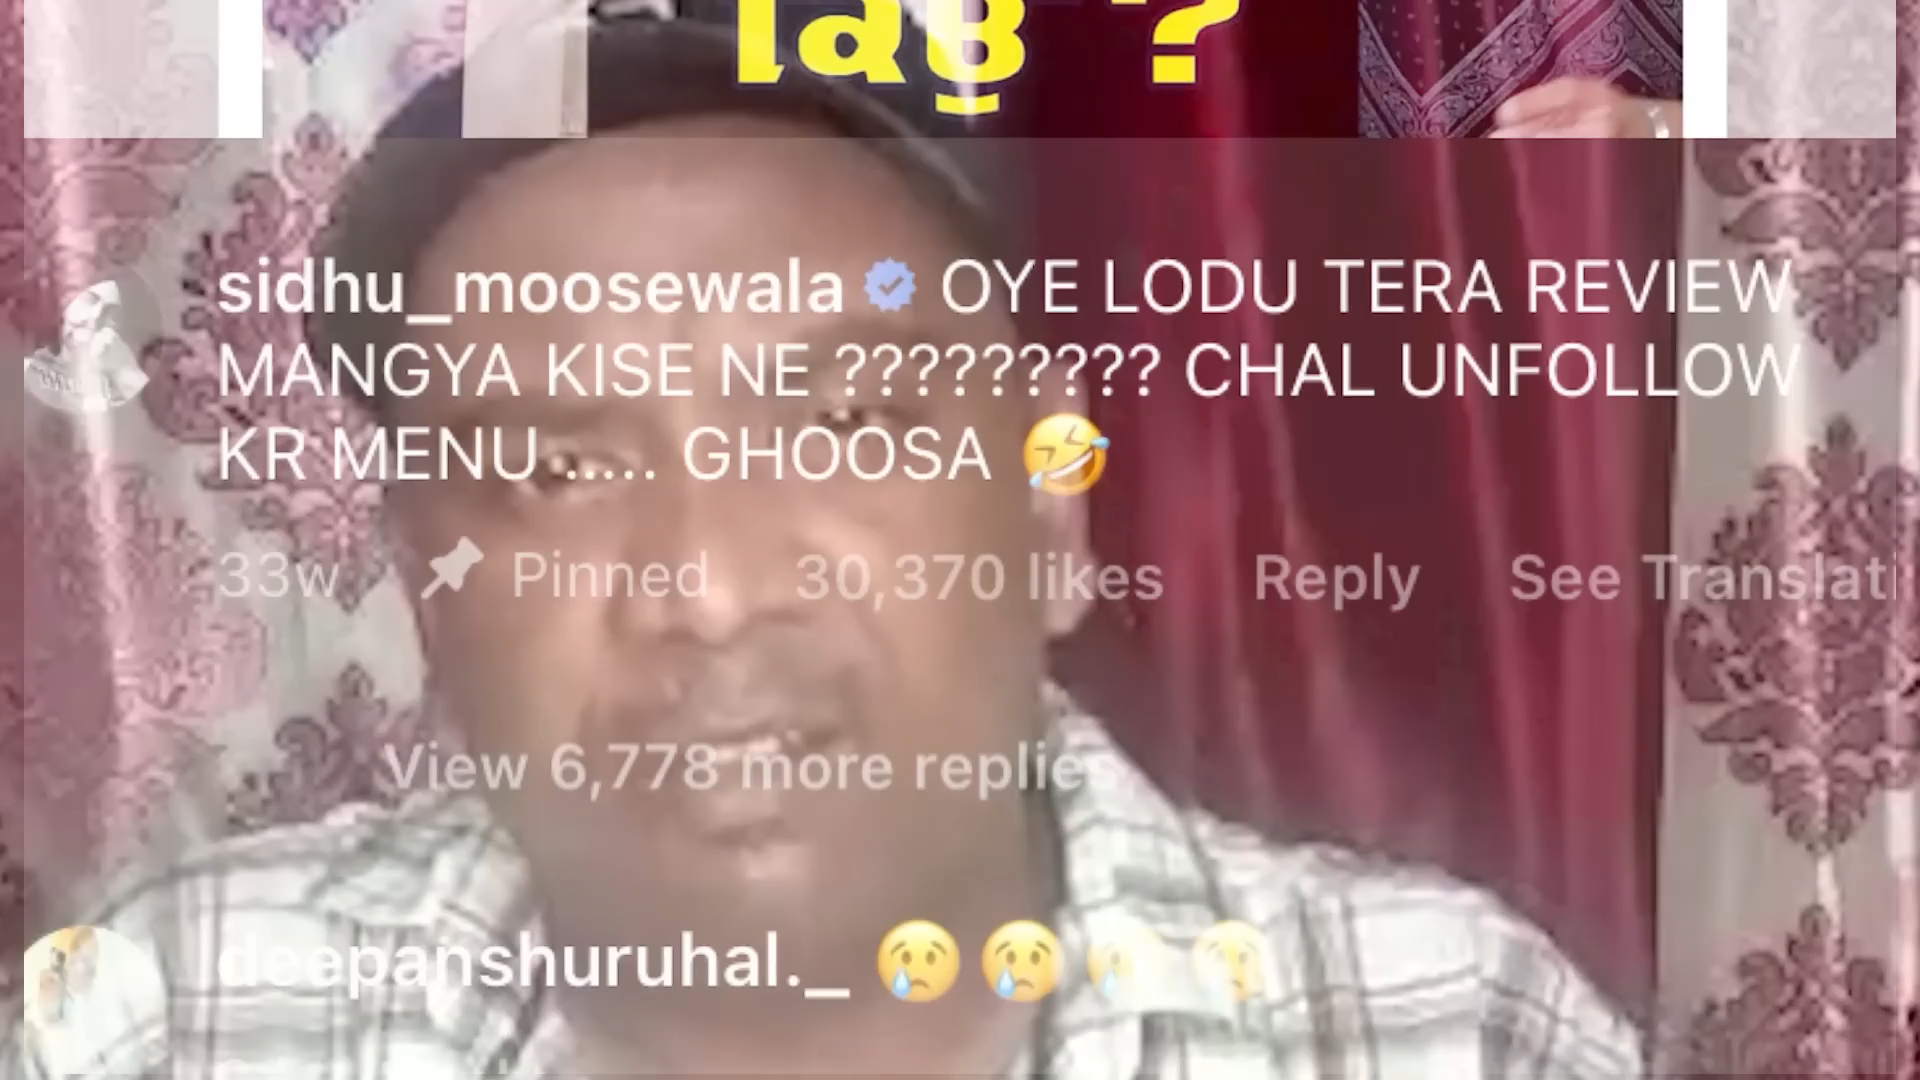 ਕਿਉਂ ?
sidhu_moosewala OYE LODU TERA REVIEW
MANGYA KISE NE ?????????? CHAL UNFOLLOW
KR MENU ..... GHOOSA 🤣
33w Pinned 30,370 likes Reply See Translati
View 6,778 more replies
deepanshuruhal._ 😢😢😢😢